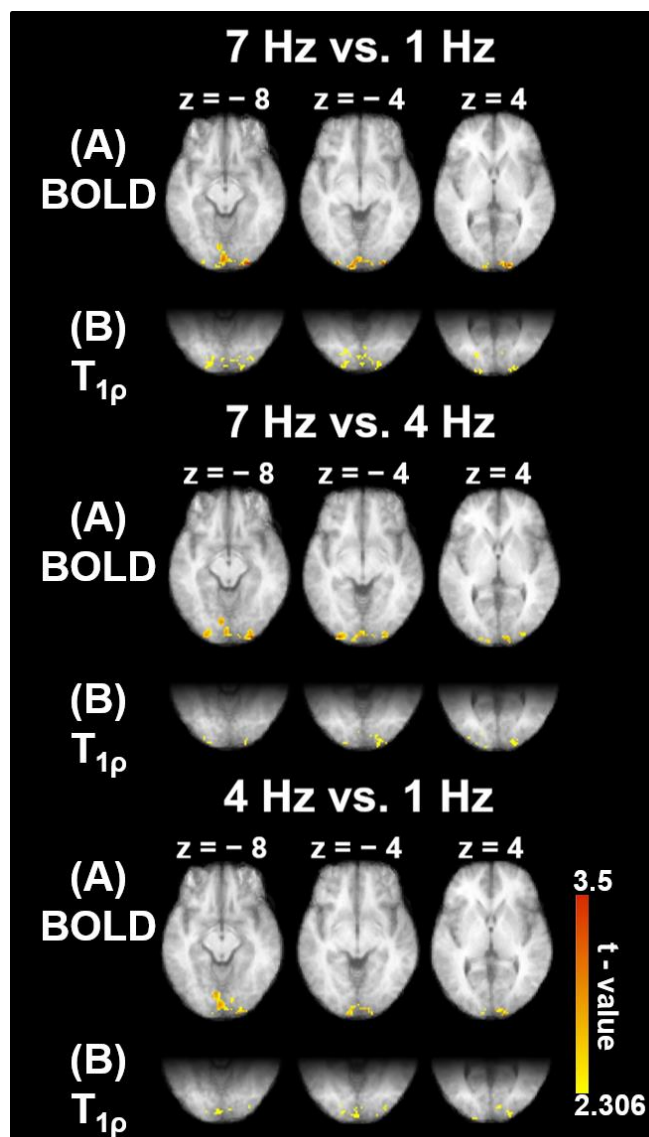 7 Hz vs. 1 Hz
z = – 8 z = – 4 z = 4
(A)
BOLD
(B)
T1ρ
7 Hz vs. 4 Hz
z = – 8 z = – 4 z = 4
(A)
BOLD
(B)
T1ρ
4 Hz vs. 1 Hz
z = – 8 z = – 4 z = 4
(A)
BOLD
3.5
t - value
2.306
(B)
T1ρ